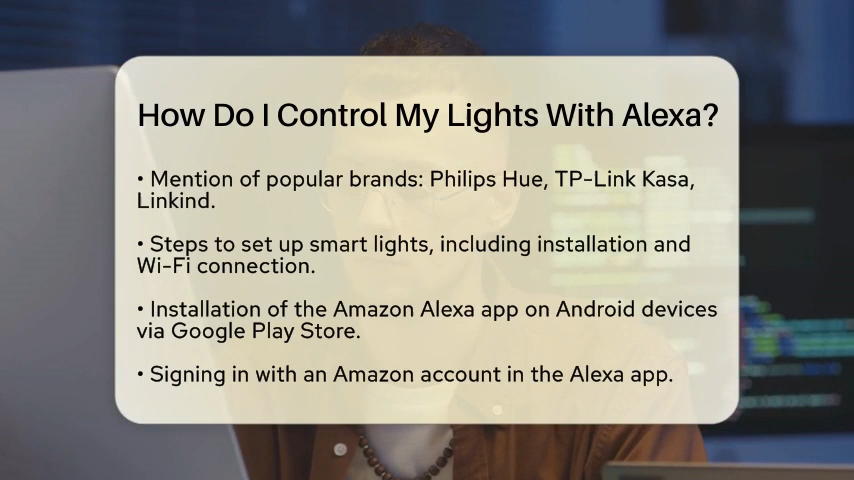 How Do I Control My Lights With Alexa?
• Mention of popular brands: Philips Hue, TP-Link Kasa,
Linkind.
• Steps to set up smart lights, including installation and
Wi-Fi connection.
• Installation of the Amazon Alexa app on Android devices
via Google Play Store.
• Signing in with an Amazon account in the Alexa app.